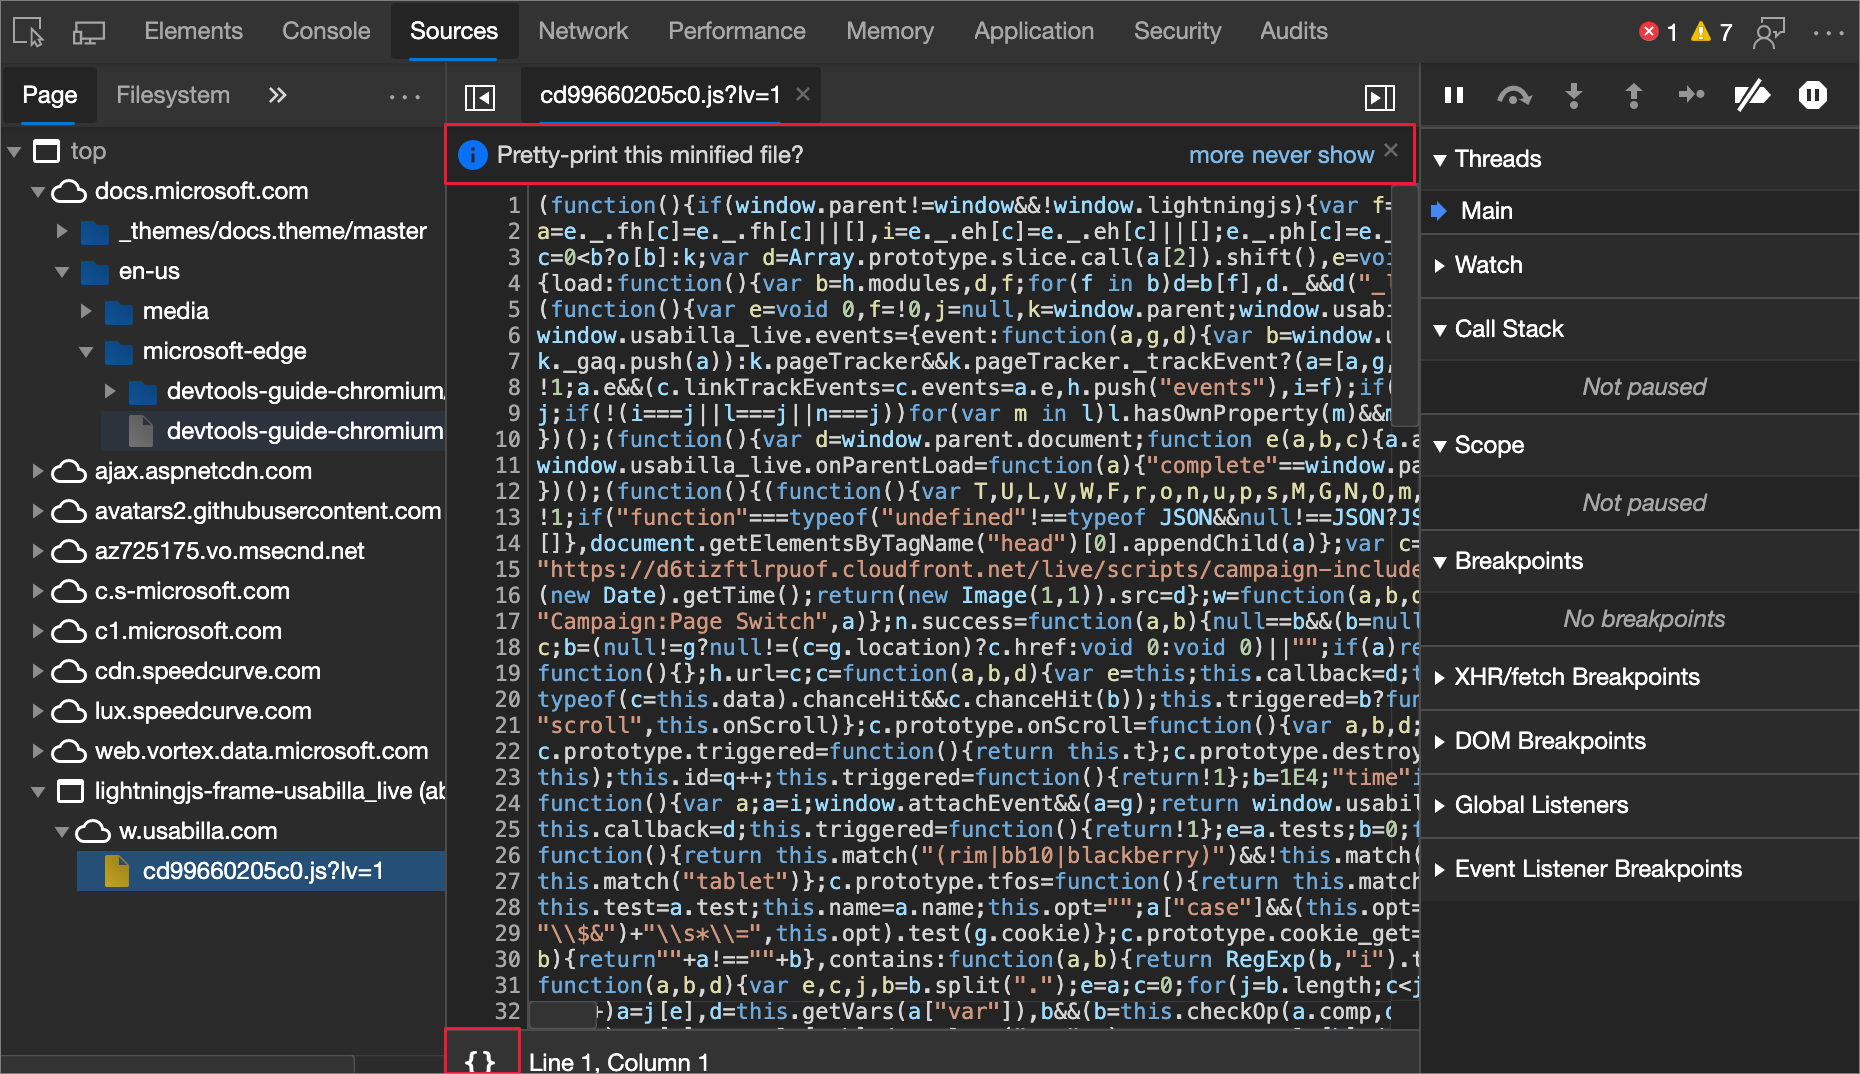 Elements Console Sources Network Performance Memory Application Security Audits 1 7
Page Filesystem
cd99660205c0.js?lv=1
top
docs.microsoft.com
_themes/docs.theme/master
en-us
media
microsoft-edge
devtools-guide-chromium
devtools-guide-chromium
ajax.aspnetcdn.com
avatars2.githubusercontent.com
az725175.vo.msecnd.net
c.s-microsoft.com
c1.microsoft.com
cdn.speedcurve.com
lux.speedcurve.com
web.vortex.data.microsoft.com
lightningjs-frame-usabilla_live (ab
w.usabilla.com
cd99660205c0.js?lv=1
Pretty-print this minified file? more never show
1 (function(){if(window.parent!=window&&!window.lightningjs){var f=
2 a=e._.fh[c]=e._.fh[c]||[],i=e._.eh[c]=e._.eh[c]||[];e._.ph[c]=e._
3 c=0<b?o[b]:k;var d=Array.prototype.slice.call(a[2]).shift(),e=voi
4 {load:function(){var b=h.modules,d,f;for(f in b)d=b[f],d._&&d("_l
5 (function(){var e=void 0,f=!0,j=null,k=window.parent;window.usabi
6 window.usabilla_live.events={event:function(a,g,d){var b=window.u
7 k._gaq.push(a)):k.pageTracker&&k.pageTracker._trackEvent?(a=[a,g,
8 !1;a.e&&(c.linkTrackEvents=c.events=a.e,h.push("events"),i=f);if(
9 j;if(!(i===j||l===j||n===j))for(var m in l)l.hasOwnProperty(m)&&m
10 })();(function(){var d=window.parent.document;function e(a,b,c){a.a
11 window.usabilla_live.onParentLoad=function(a){"complete"==window.pa
12 })();(function(){(function(){var T,U,L,V,W,F,r,o,n,u,p,s,M,G,N,O,m,
13 !1;if("function"===typeof("undefined"!==typeof JSON&&null!==JSON?JS
14 []},document.getElementsByTagName("head")[0].appendChild(a)};var c=
15 "https://d6tizftlrpuof.cloudfront.net/live/scripts/campaign-include
16 (new Date).getTime();return(new Image(1,1)).src=d};w=function(a,b,c
17 "Campaign:Page Switch",a)};n.success=function(a,b){null==b&&(b=null
18 c;b=(null!=g?null!=(c=g.location)?c.href:void 0:void 0)||"";if(a)re
19 function(){};h.url=c;c=function(a,b,d){var e=this;this.callback=d;t
20 typeof(c=this.data).chanceHit&&c.chanceHit(b));this.triggered=b?fun
21 "scroll",this.onScroll)};c.prototype.onScroll=function(){var a,b,d;
22 c.prototype.triggered=function(){return this.t};c.prototype.destroy
23 this);this.id=q++;this.triggered=function(){return!1};b=1E4;"time"i
24 function(){var a;a=i;window.attachEvent&&(a=g);return window.usabil
25 this.callback=d;this.triggered=function(){return!1};e=a.tests;b=0;f
26 function(){return this.match("(rim|bb10|blackberry)")&&!this.match(
27 this.match("tablet")};c.prototype.tfos=function(){return this.match
28 this.test=a.test;this.name=a.name;this.opt="";a["case"]&&(this.opt=
29 "\\$&")+"\\s*\\=",this.opt).test(g.cookie)};c.prototype.cookie_get=
30 b){return""+a!==""+b},contains:function(a,b){return RegExp(b,"i").t
31 function(a,b,d){var e,c,j,b=b.split(".");e=a;c=0;for(j=b.length;c<j
32 )a=j[e],d=this.getVars(a["var"]),b&&(b=this.checkOp(a.comp,c
{} Line 1, Column 1
Threads
Main
Watch
Call Stack
Not paused
Scope
Not paused
Breakpoints
No breakpoints
XHR/fetch Breakpoints
DOM Breakpoints
Global Listeners
Event Listener Breakpoints